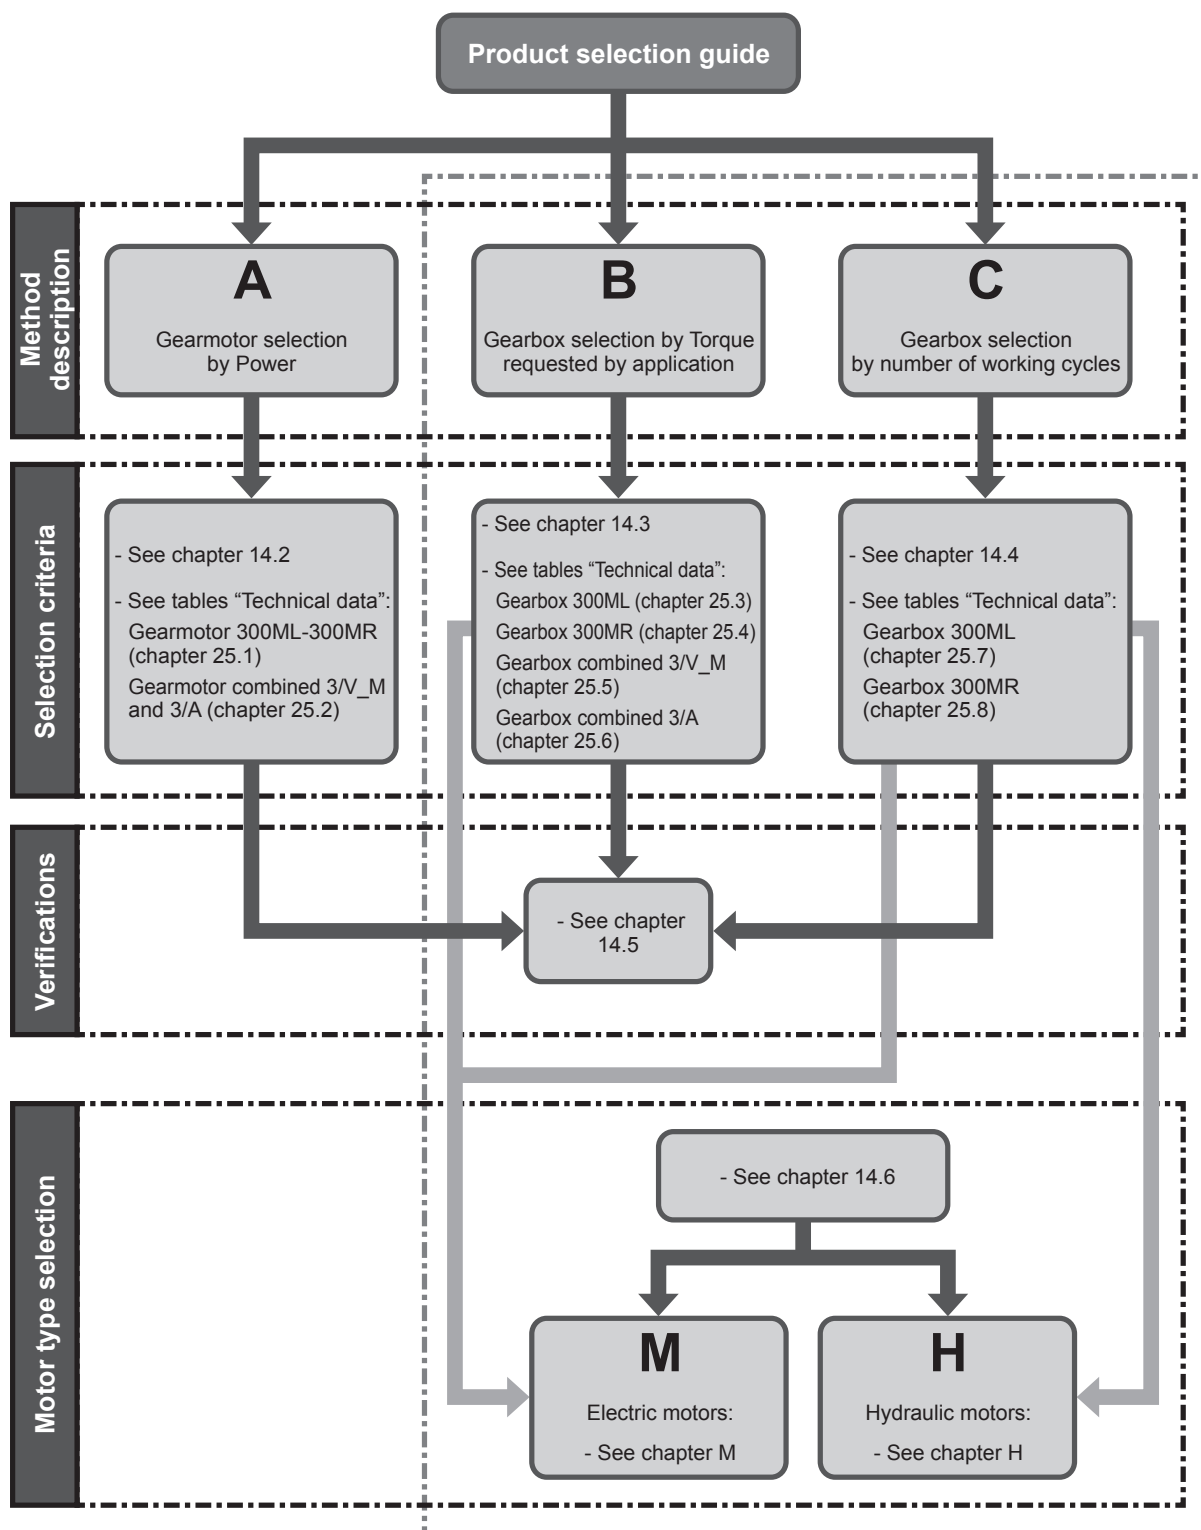 Product selection guide
Method
description
A
Gearmotor selection
by Power
B
Gearbox selection by Torque
requested by application
C
Gearbox selection
by number of working cycles
Selection criteria
- See chapter 14.2
- See tables “Technical data”:
Gearmotor 300ML-300MR
(chapter 25.1)
Gearmotor combined 3/V_M
and 3/A (chapter 25.2)
- See chapter 14.3
- See tables “Technical data”:
Gearbox 300ML (chapter 25.3)
Gearbox 300MR (chapter 25.4)
Gearbox combined 3/V_M
(chapter 25.5)
Gearbox combined 3/A
(chapter 25.6)
- See chapter 14.4
- See tables “Technical data”:
Gearbox 300ML
(chapter 25.7)
Gearbox 300MR
(chapter 25.8)
Verifications
- See chapter
14.5
Motor type selection
- See chapter 14.6
M
Electric motors:
- See chapter M
H
Hydraulic motors:
- See chapter H